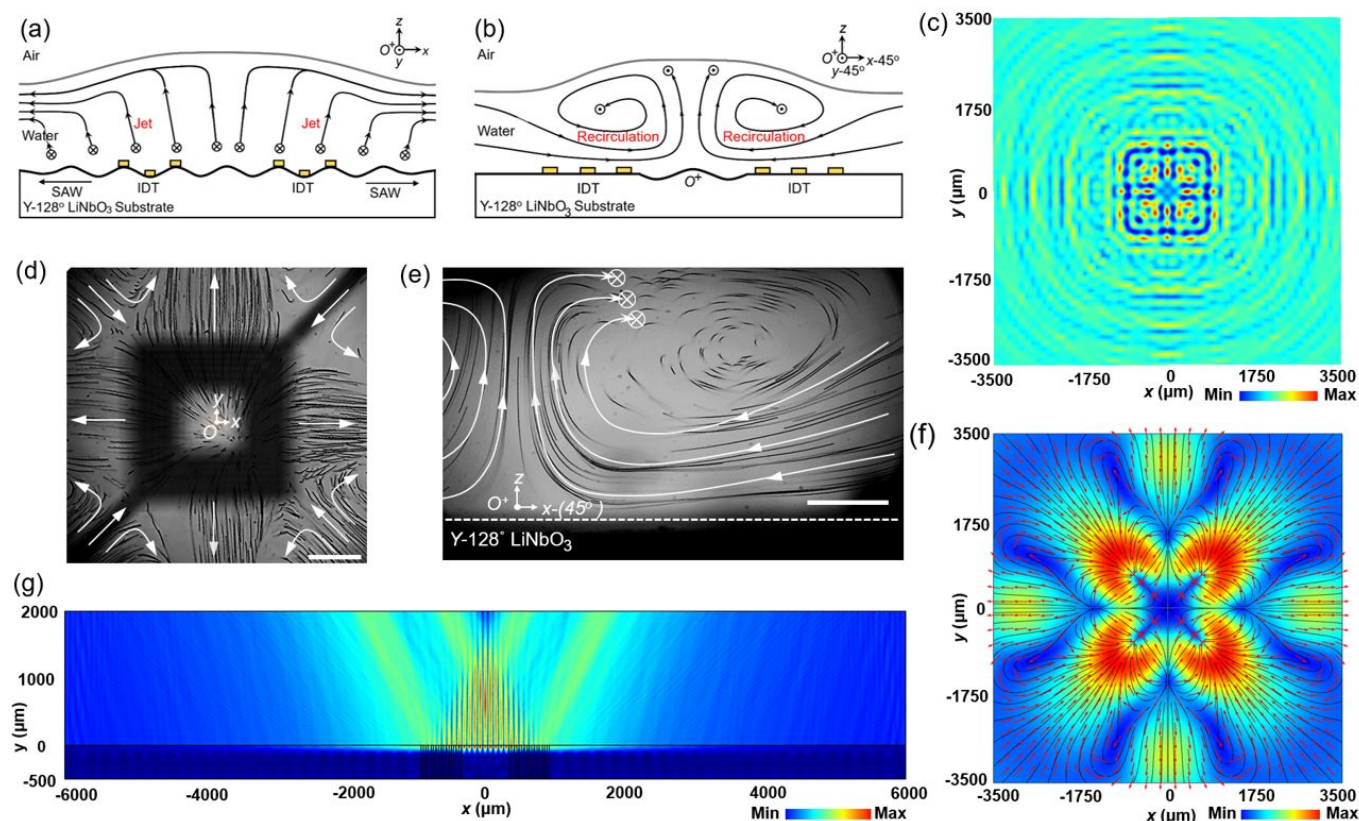 (a)
Air
z
O+
x
y
Jet
Jet
Water
IDT
IDT
SAW
SAW
Y-128° LiNbO3 Substrate
(b)
Air
z
O+
x-45°
y-45°
Water
Recirculation
Recirculation
IDT
O+
IDT
Y-128° LiNbO3 Substrate
(c)
3500
1750
0
-1750
-3500
y (μm)
-3500 -1750 0 1750 3500
x (μm)
Min Max
(d)
y
O x
(e)
z
O+
x-(45°)
Y-128° LiNbO3
(f)
3500
1750
0
-1750
-3500
y (μm)
-3500 -1750 0 1750 3500
x (μm)
Min Max
(g)
2000
1000
0
-500
y (μm)
-6000 -4000 -2000 0 2000 4000 6000
x (μm)
Min Max